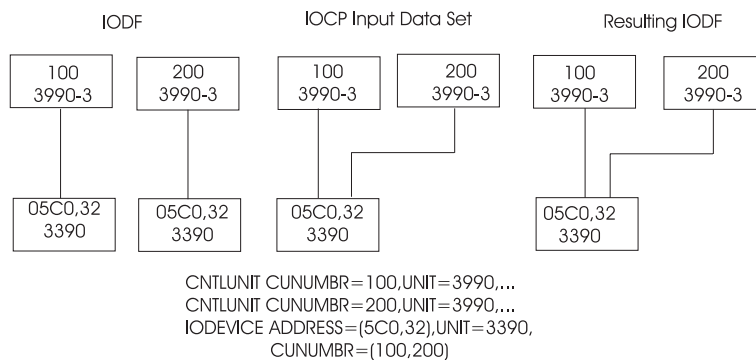 IODF
IOCP Input Data Set
Resulting IODF
100
3990-3
200
3990-3
100
3990-3
200
3990-3
100
3990-3
200
3990-3
05C0,32
3390
05C0,32
3390
05C0,32
3390
05C0,32
3390
CNTLUNIT CUNUMBR=100,UNIT=3990,...
CNTLUNIT CUNUMBR=200,UNIT=3990,...
IODEVICE ADDRESS=(5C0,32),UNIT=3390,
CUNUMBR=(100,200)